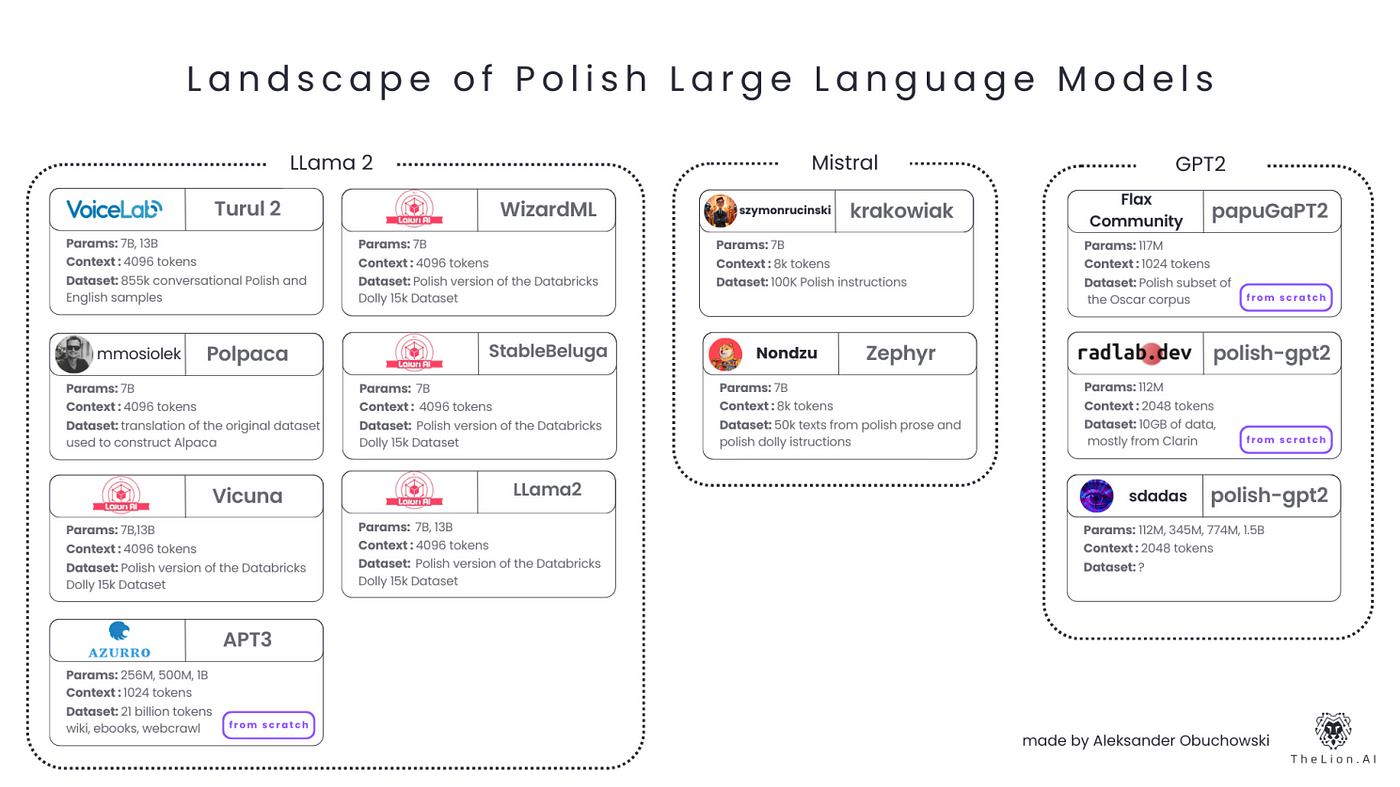 Landscape of Polish Large Language Models
LLama 2
VoiceLab
Turul 2
Params: 7B, 13B
Context : 4096 tokens
Dataset: 855k conversational Polish and
English samples
Lajun AI
WizardML
Params: 7B
Context : 4096 tokens
Dataset: Polish version of the Databricks
Dolly 15k Dataset
mmosiolek
Polpaca
Params: 7B
Context : 4096 tokens
Dataset: translation of the original dataset
used to construct Alpaca
Lajun AI
StableBeluga
Params: 7B
Context : 4096 tokens
Dataset: Polish version of the Databricks
Dolly 15k Dataset
Lajun AI
Vicuna
Params: 7B,13B
Context : 4096 tokens
Dataset: Polish version of the Databricks
Dolly 15k Dataset
Lajun AI
LLama2
Params: 7B, 13B
Context : 4096 tokens
Dataset: Polish version of the Databricks
Dolly 15k Dataset
AZURRO
APT3
Params: 256M, 500M, 1B
Context : 1024 tokens
Dataset: 21 billion tokens
wiki, ebooks, webcrawl
from scratch
Mistral
szymonrucinski
krakowiak
Params: 7B
Context : 8k tokens
Dataset: 100K Polish instructions
Nondzu
Zephyr
Params: 7B
Context : 8k tokens
Dataset: 50k texts from polish prose and
polish dolly istructions
GPT2
Flax
Community
papuGaPT2
Params: 117M
Context : 1024 tokens
Dataset: Polish subset of
the Oscar corpus
from scratch
radlab.dev
polish-gpt2
Params: 112M
Context : 2048 tokens
Dataset: 10GB of data,
mostly from Clarin
from scratch
sdadas
polish-gpt2
Params: 112M, 345M, 774M, 1.5B
Context : 2048 tokens
Dataset: ?
made by Aleksander Obuchowski
TheLion.AI